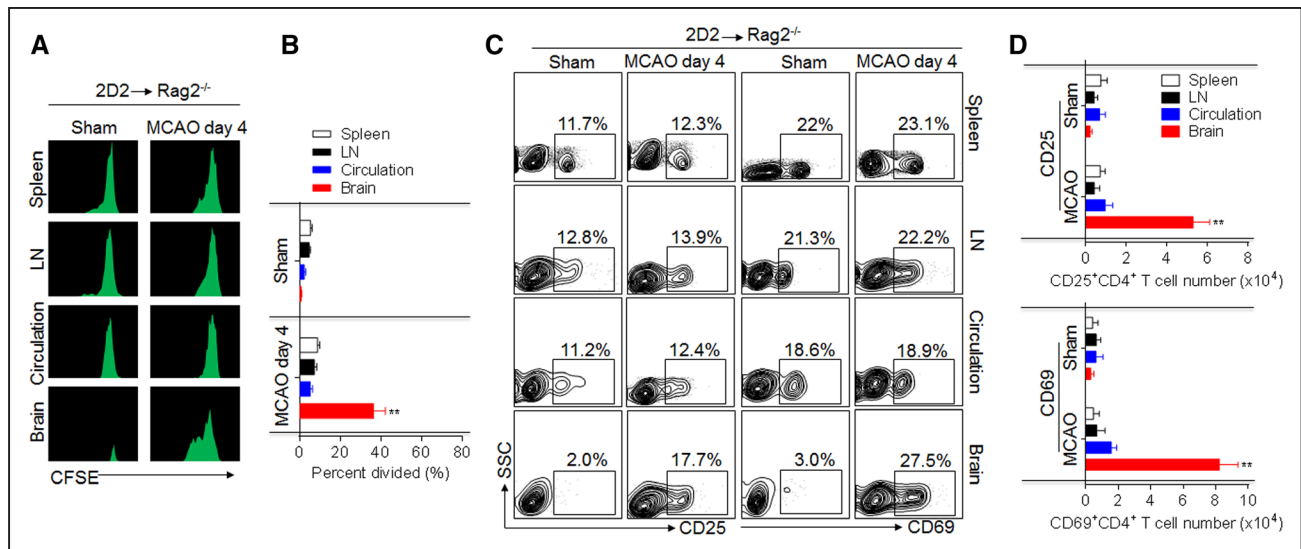 A
2D2→ Rag2-/-
Sham MCAO day 4
Spleen
LN
Circulation
Brain
CFSE
B
Spleen
LN
Circulation
Brain
Sham
MCAO day 4
**
0 20 40 60 80
Percent divided (%)
C
2D2→ Rag2-/-
Sham MCAO day 4 Sham MCAO day 4
11.7% 12.3% 22% 23.1% Spleen
12.8% 13.9% 21.3% 22.2% LN
11.2% 12.4% 18.6% 18.9% Circulation
2.0% 17.7% 3.0% 27.5% Brain
SSC
CD25 CD69
D
Spleen
LN
Circulation
Brain
CD25
Sham
MCAO
**
0 2 4 6 8
CD25+CD4+ T cell number (x104)
CD69
Sham
MCAO
**
0 2 4 6 8 10
CD69+CD4+ T cell number (x104)